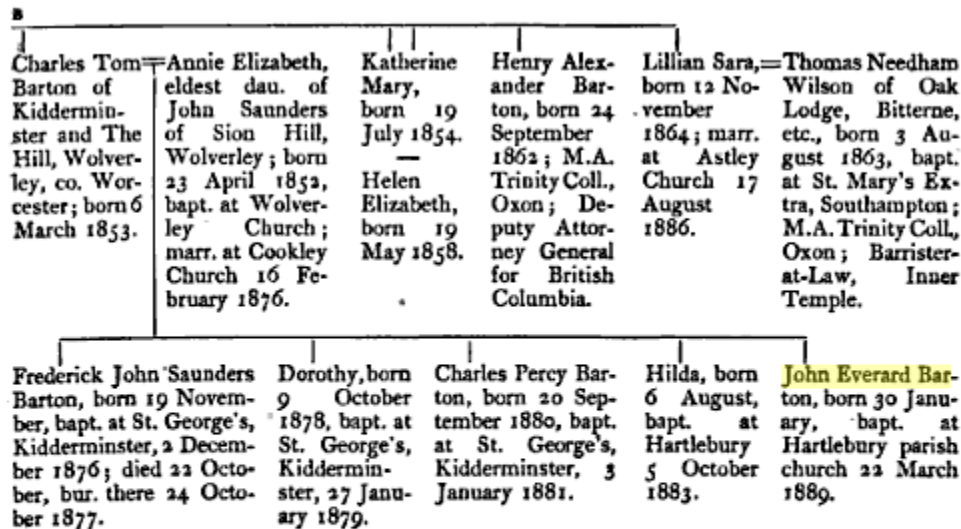 B
Charles Tom=
Barton of
Kiddermin-
ster and The
Hill, Wolver-
ley, co. Wor-
cester; born 6
March 1853.
Annie Elizabeth,
eldest dau. of
John Saunders
of Sion Hill,
Wolverley; born
23 April 1852,
bapt. at Wolver-
ley Church;
marr. at Cookley
Church 16 Fe-
bruary 1876.
Katherine
Mary,
born 19
July 1854.
—
Helen
Elizabeth,
born 19
May 1858.
Henry Alex-
ander Bar-
ton, born 24
September
1862; M.A.
Trinity Coll.,
Oxon; De-
puty Attor-
ney General
for British
Columbia.
Lillian Sara,=
born 12 No-
vember
1864; marr.
at Astley
Church 17
August
1886.
Thomas Needham
Wilson of Oak
Lodge, Bitterne,
etc., born 3 Au-
gust 1863, bapt.
at St. Mary's Ex-
tra, Southampton;
M.A. Trinity Coll.,
Oxon; Barrister-
at-Law, Inner
Temple.
Frederick John Saunders
Barton, born 19 Novem-
ber, bapt. at St. George's,
Kidderminster, 2 Decem-
ber 1876; died 22 Octo-
ber, bur. there 24 Octo-
ber 1877.
Dorothy, born
9 October
1878, bapt. at
St. George's,
Kiddermin-
ster, 27 Janu-
ary 1879.
Charles Percy Bar-
ton, born 20 Sep-
tember 1880, bapt.
at St. George's,
Kidderminster, 3
January 1881.
Hilda, born
6 August,
bapt. at
Hartlebury
5 October
1883.
John Everard Bar-
ton, born 30 Janu-
ary, bapt. at
Hartlebury parish
church 22 March
1889.